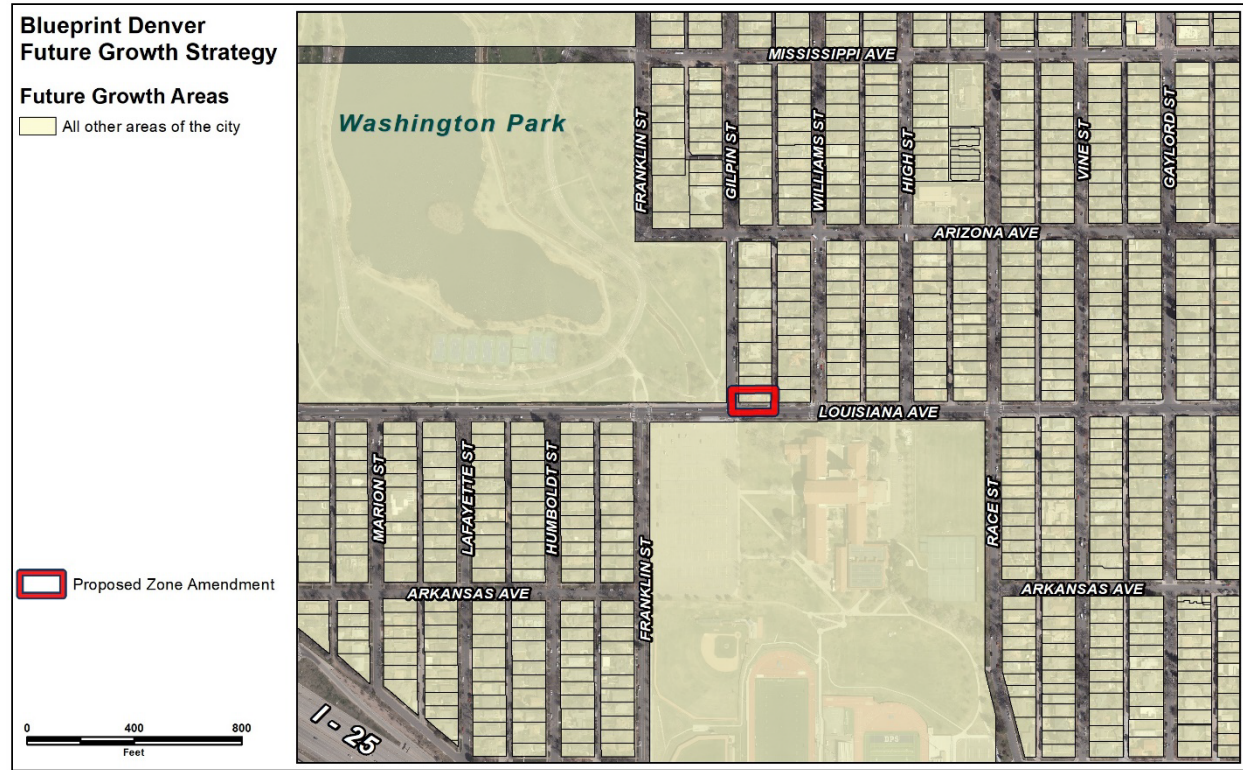 Blueprint Denver
Future Growth Strategy
Future Growth Areas
All other areas of the city
Proposed Zone Amendment
0 400 800
Feet
Washington Park
MISSISSIPPI AVE
FRANKLIN ST
GILPIN ST
WILLIAMS ST
HIGH ST
VINE ST
GAYLORD ST
ARIZONA AVE
LOUISIANA AVE
MARION ST
LAFAYETTE ST
HUMBOLDT ST
FRANKLIN ST
RACE ST
ARKANSAS AVE
ARKANSAS AVE
I - 25
DPS